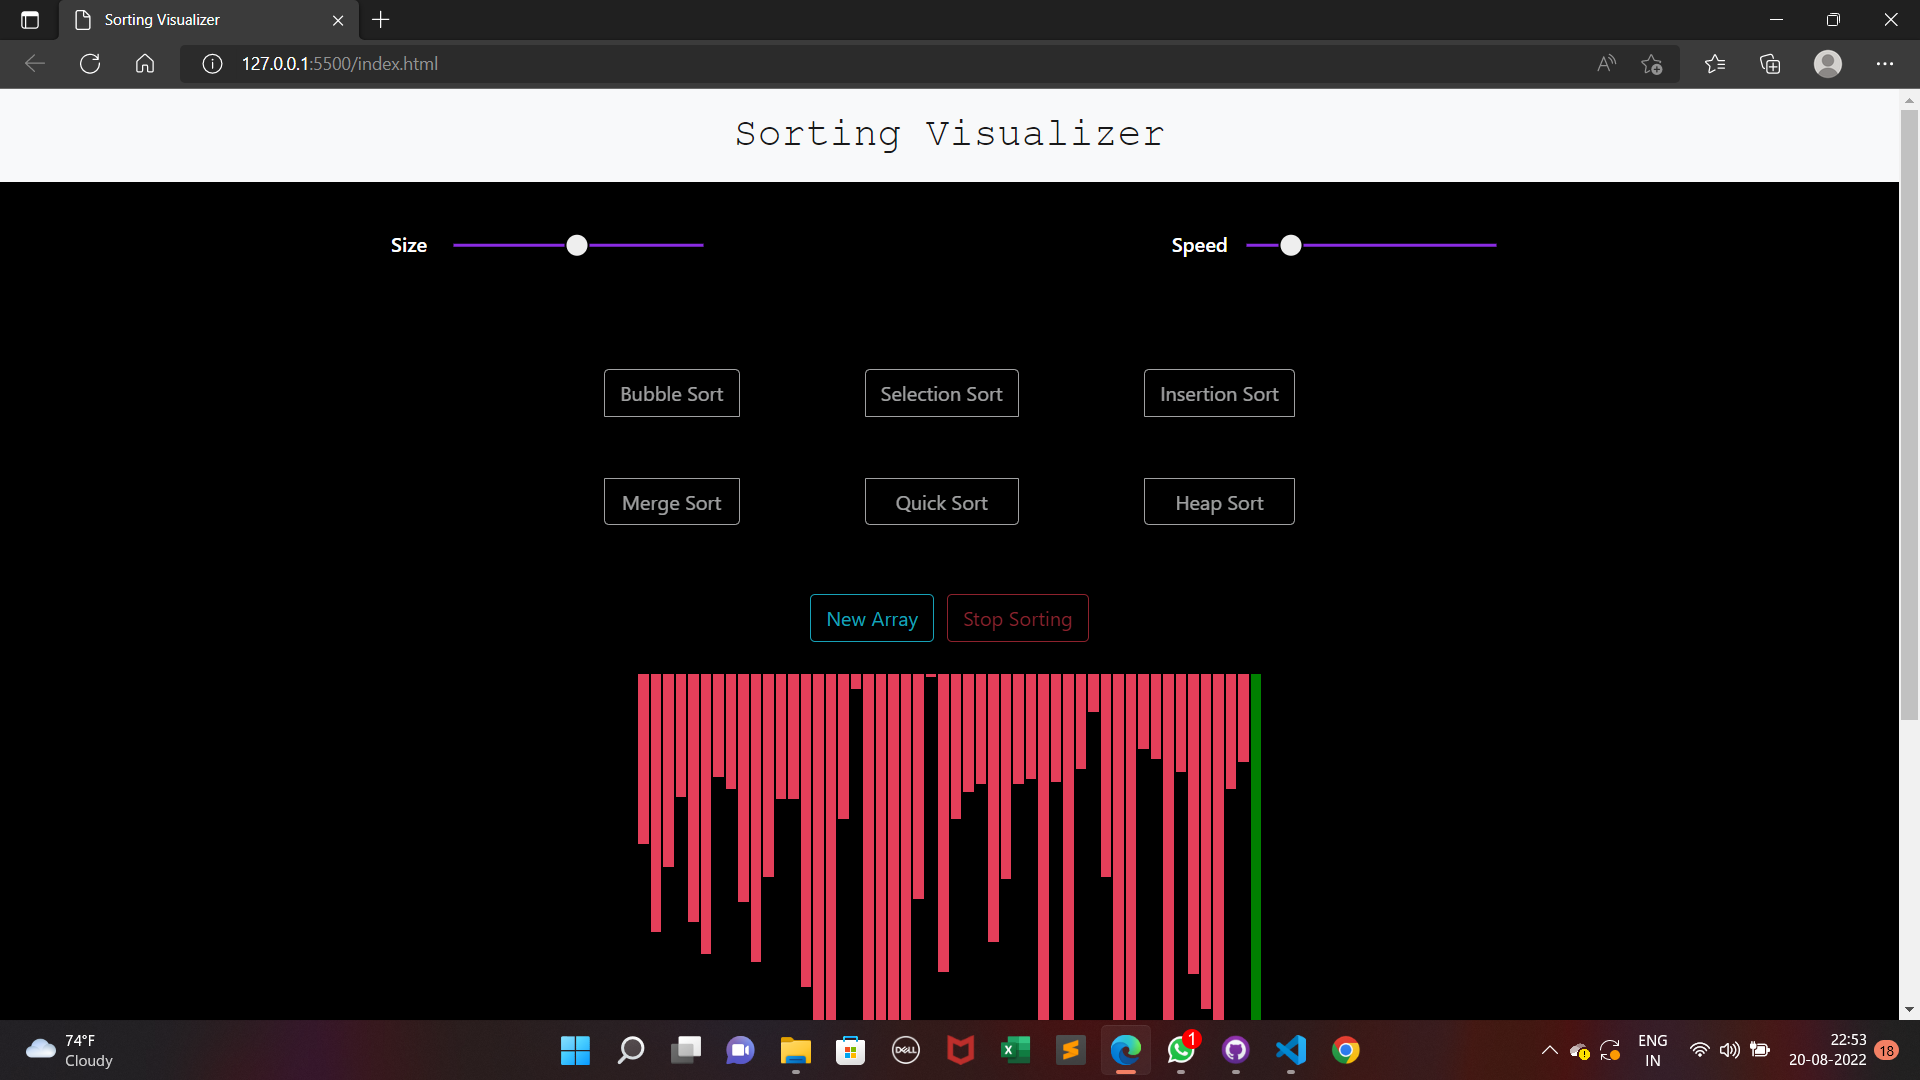 Sorting Visualizer
127.0.0.1:5500/index.html
Sorting Visualizer
Size
Speed
Bubble Sort
Selection Sort
Insertion Sort
Merge Sort
Quick Sort
Heap Sort
New Array
Stop Sorting
74°F
Cloudy
DELL
1
ENG
IN
22:53
20-08-2022
18